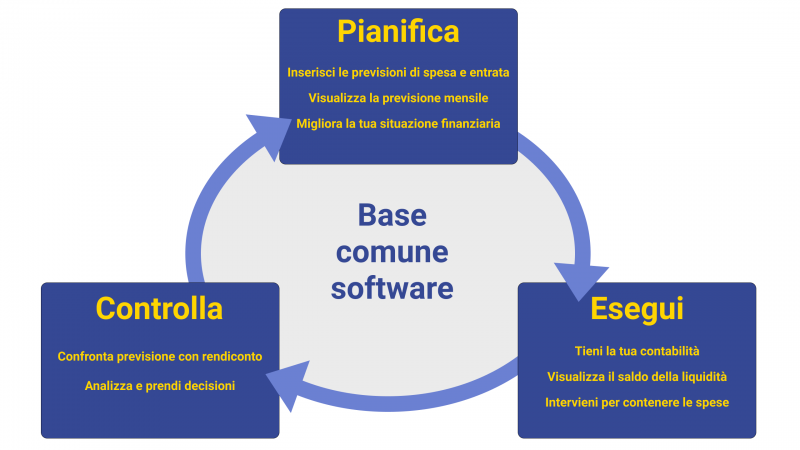 Pianifica
Inserisci le previsioni di spesa e entrata
Visualizza la previsione mensile
Migliora la tua situazione finanziaria
Base
comune
software
Controlla
Confronta previsione con rendiconto
Analizza e prendi decisioni
Esegui
Tieni la tua contabilità
Visualizza il saldo della liquidità
Intervieni per contenere le spese